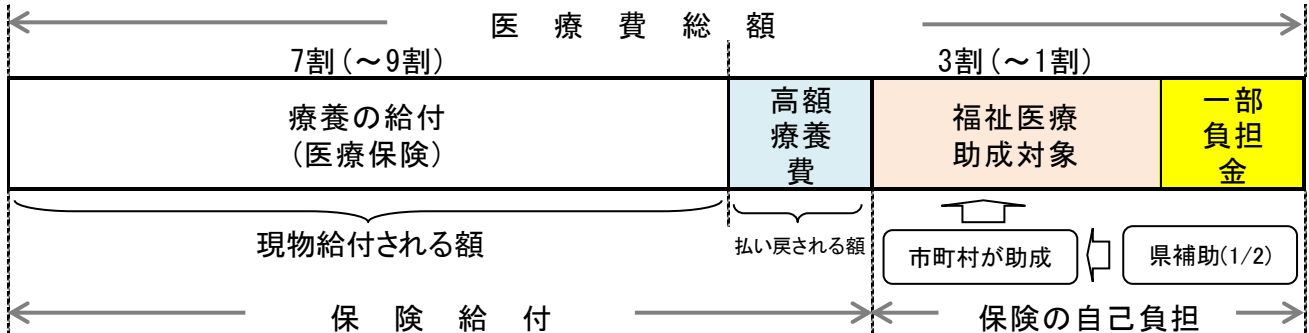 医療費総額
7割(～9割)
3割(～1割)
療養の給付
(医療保険)
高額
療養
費
福祉医療
助成対象
一部
負担
金
現物給付される額
払い戻される額
市町村が助成
県補助(1/2)
保険給付
保険の自己負担